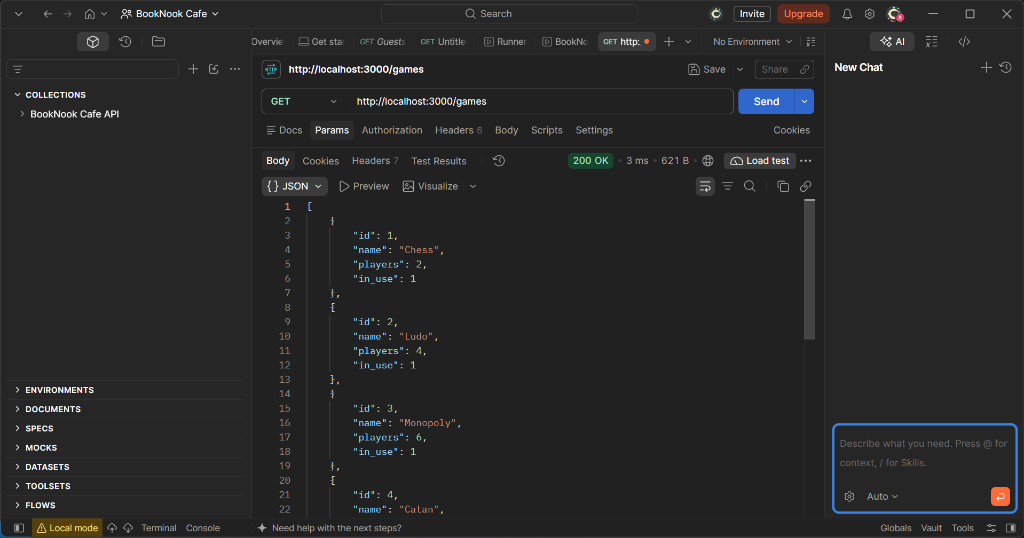 BookNook Cafe
Search
Invite
Upgrade
Overvie
Get sta
GET Guests
GET Untitle
Runner
BookNo
GET http:
No Environment
AI
http://localhost:3000/games
Save
Share
New Chat
COLLECTIONS
BookNook Cafe API
GET
http://localhost:3000/games
Send
Docs
Params
Authorization
Headers 6
Body
Scripts
Settings
Cookies
Body
Cookies
Headers 7
Test Results
200 OK
3 ms
621 B
Load test
{} JSON
Preview
Visualize
1 [
2 {
3 "id": 1,
4 "name": "Chess",
5 "players": 2,
6 "in_use": 1
7 },
8 {
9 "id": 2,
10 "name": "Ludo",
11 "players": 4,
12 "in_use": 1
13 },
14 {
15 "id": 3,
16 "name": "Monopoly",
17 "players": 6,
18 "in_use": 1
19 },
20 {
21 "id": 4,
22 "name": "Catan",
ENVIRONMENTS
DOCUMENTS
SPECS
MOCKS
DATASETS
TOOLSETS
FLOWS
Describe what you need. Press @ for
context, / for Skills.
Auto
Local mode
Terminal
Console
Need help with the next steps?
Globals
Vault
Tools